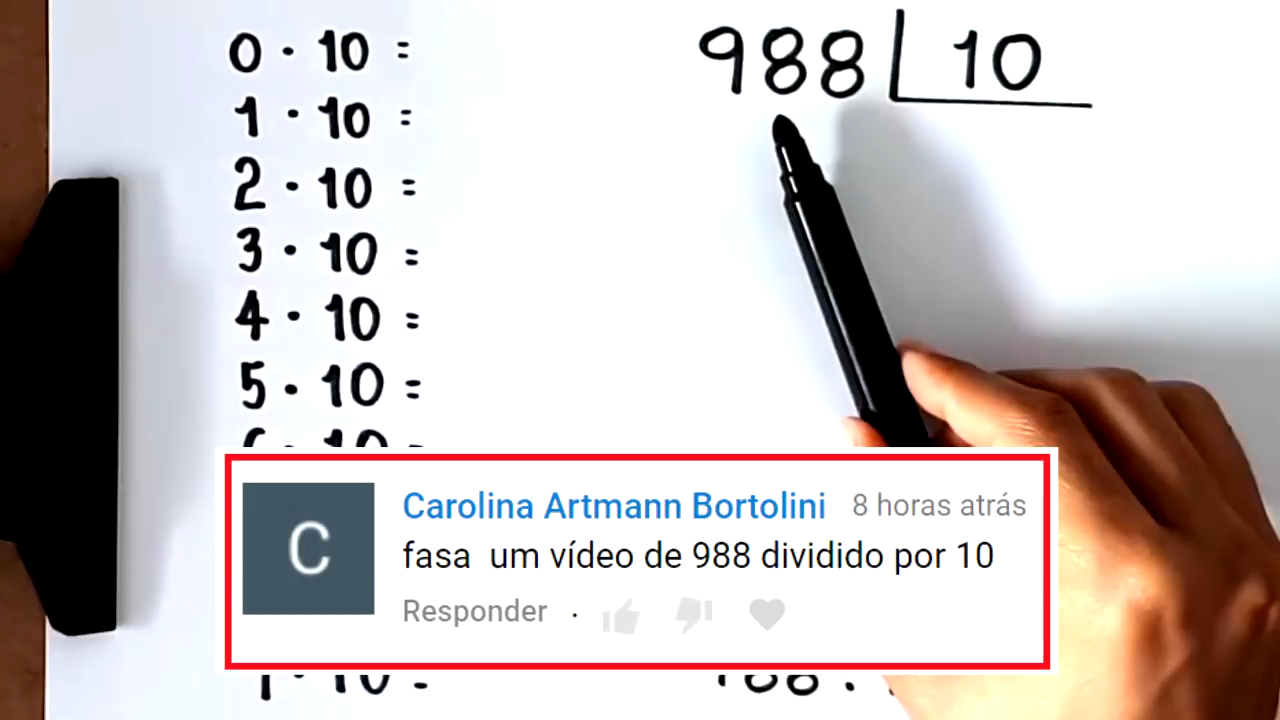 0 · 10 =
1 · 10 =
2 · 10 =
3 · 10 =
4 · 10 =
5 · 10 =
988 10
C
Carolina Artmann Bortolini 8 horas atrás
fasa um vídeo de 988 dividido por 10
Responder ·